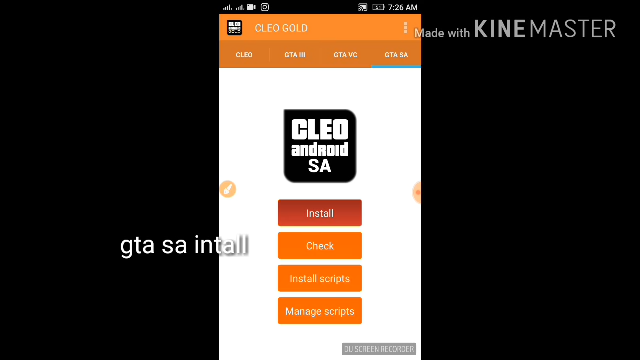 7:26 AM
CLEO GOLD
Made with KINEMASTER
CLEO
GTA III
GTA VC
GTA SA
CLEO
android
SA
Install
gta sa intall
Check
Install scripts
Manage scripts
DU SCREEN RECORDER